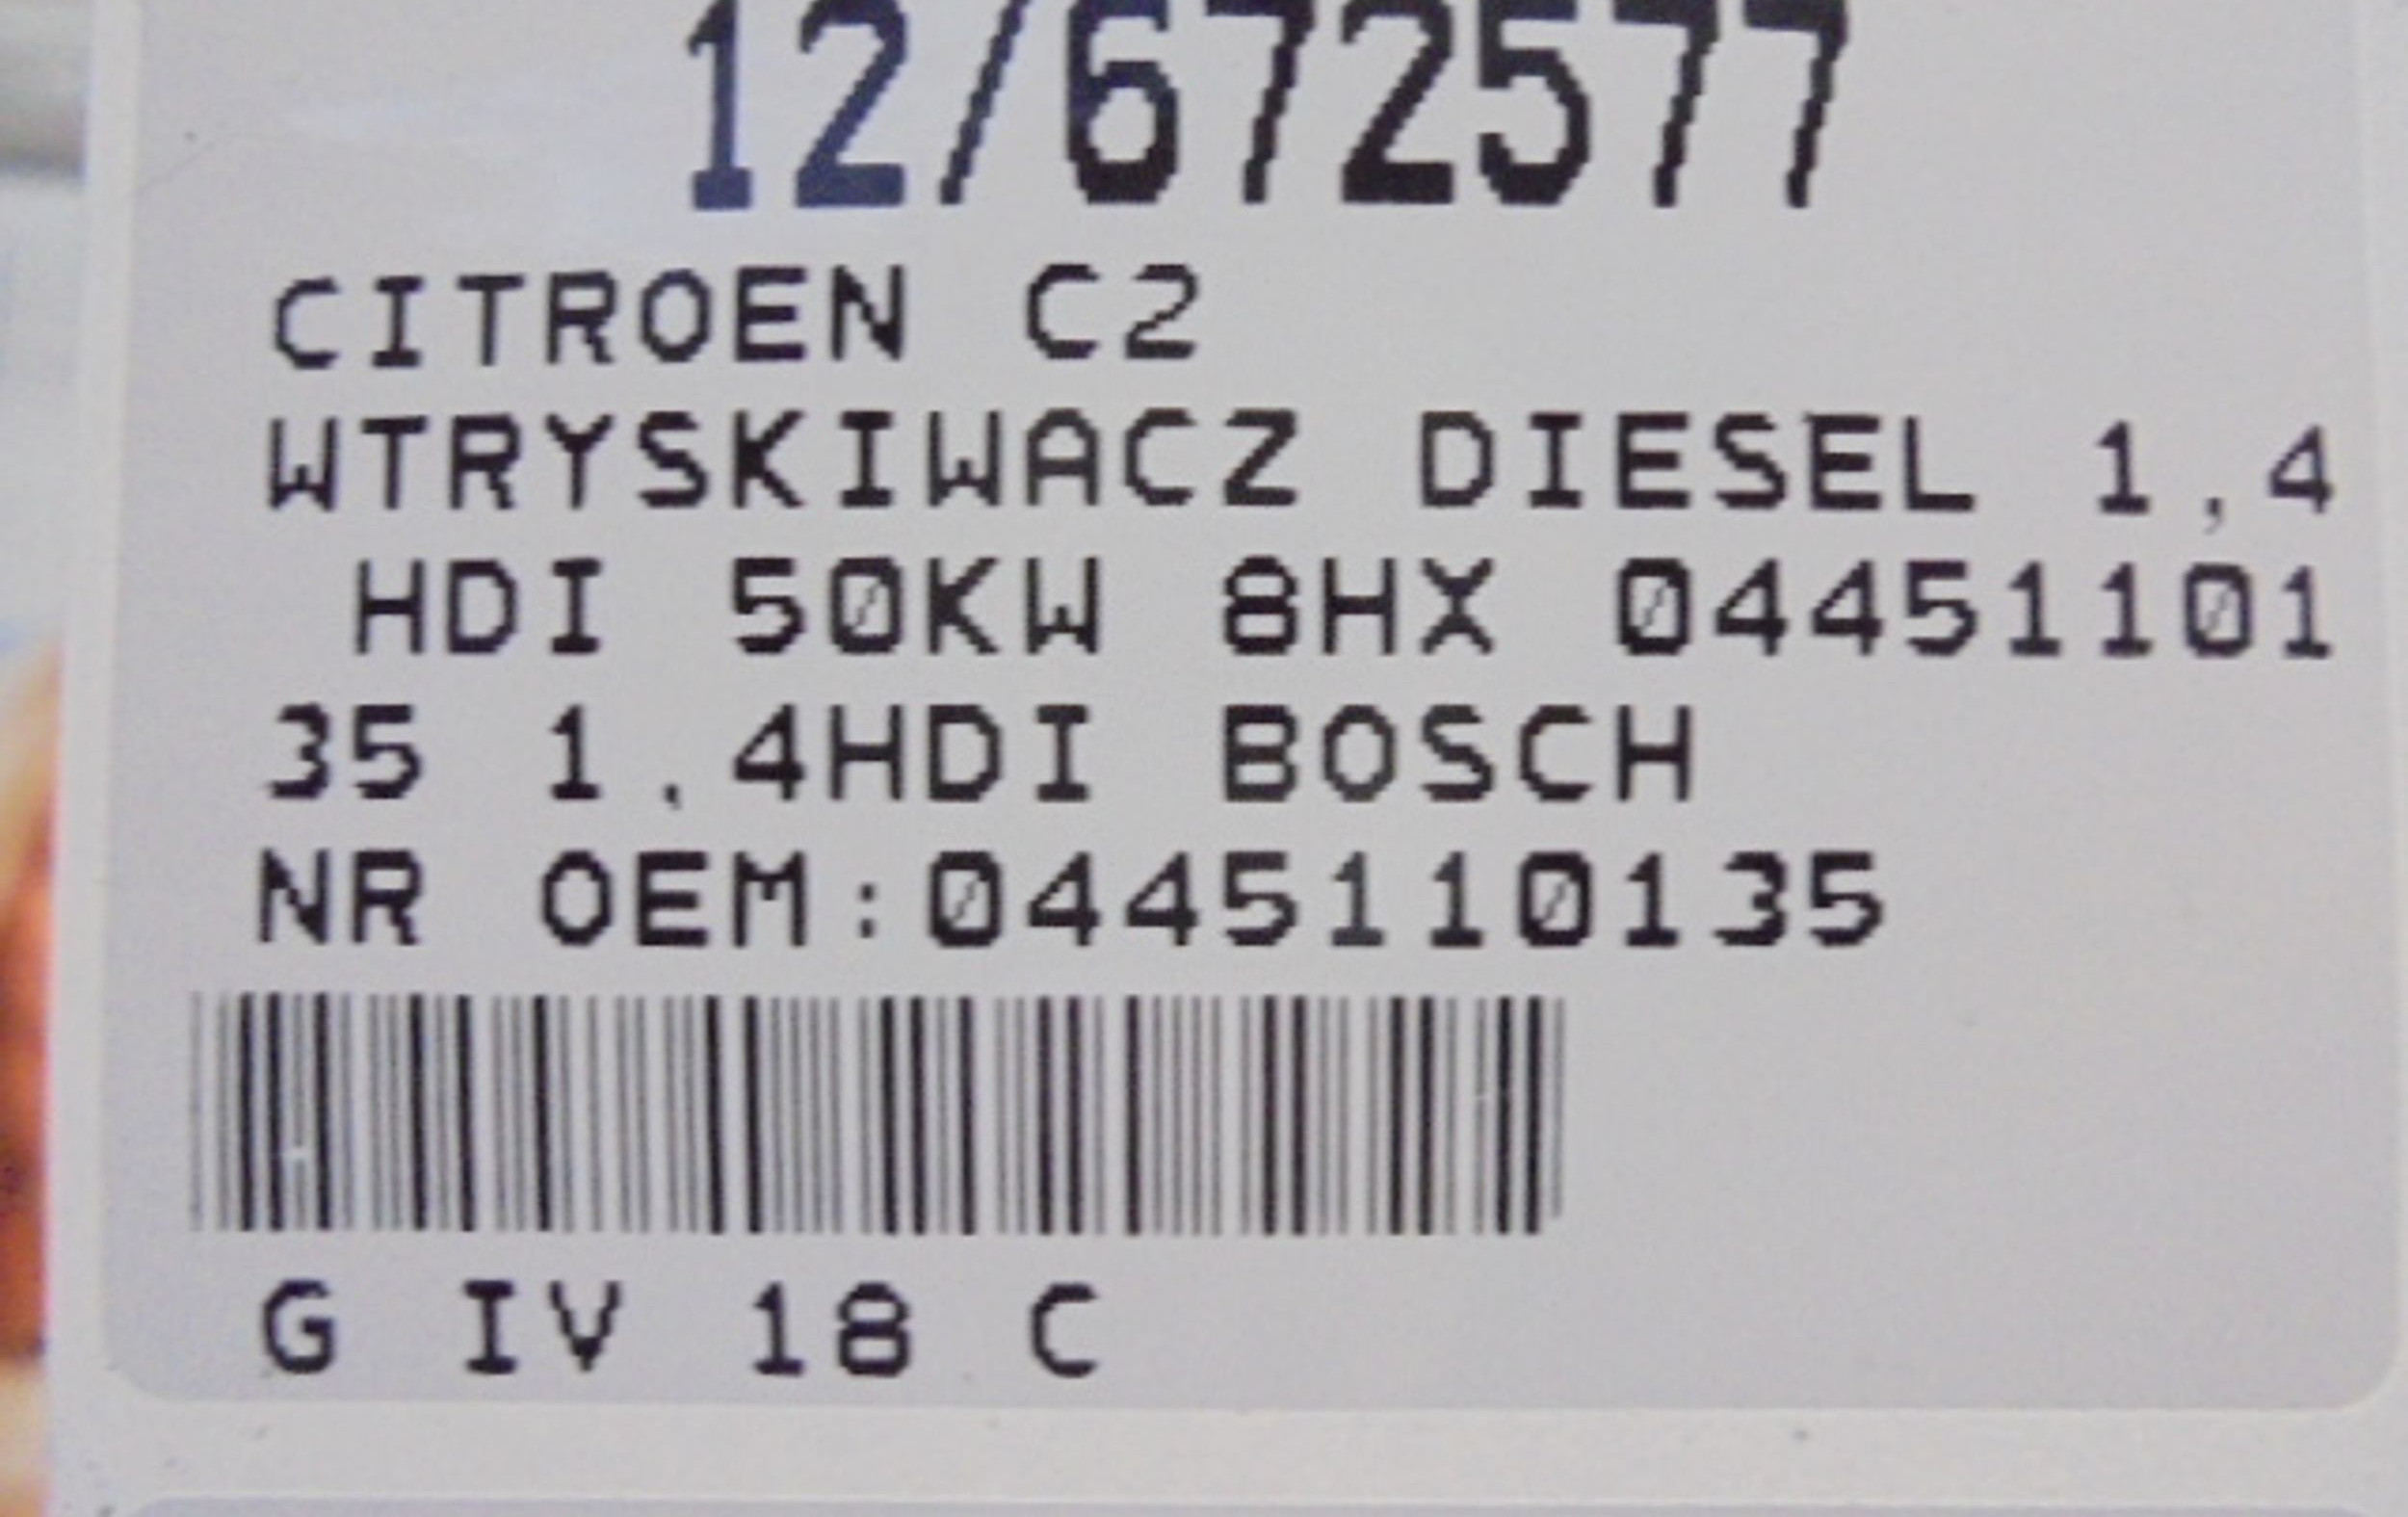 12/672577
CITROEN C2
WTRYSKIWACZ DIESEL 1,4
HDI 50KW 8HX 04451101
35 1.4HDI BOSCH
NR OEM:0445110135
G IV 18 C